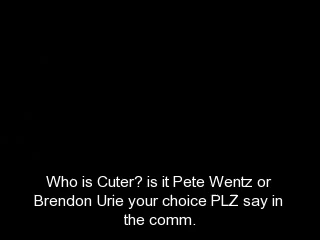 Who is Cuter? is it Pete Wentz or
Brendon Urie your choice PLZ say in
the comm.